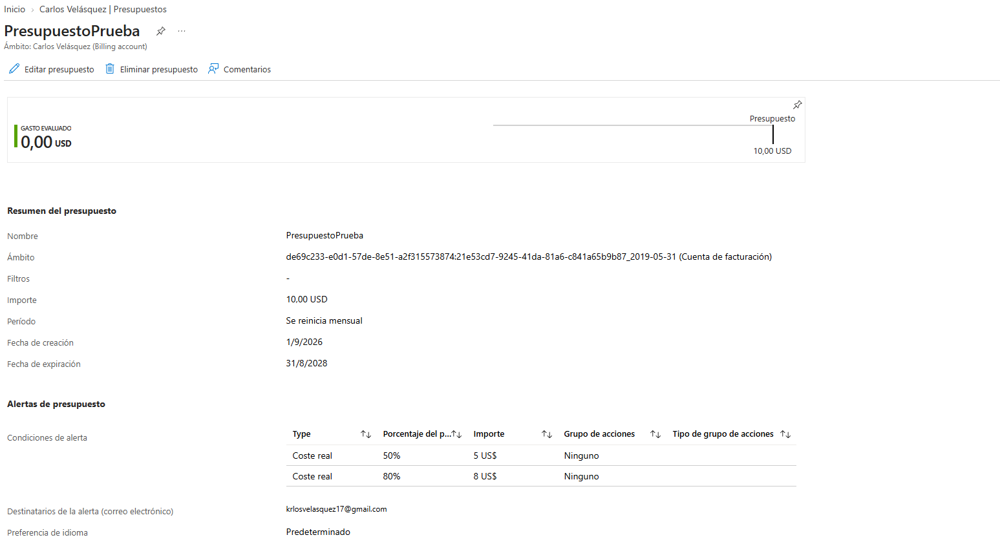 Inicio › Carlos Velásquez | Presupuestos
PresupuestoPrueba ···
Ámbito: Carlos Velásquez (Billing account)
Editar presupuesto Eliminar presupuesto Comentarios
Presupuesto
GASTO EVALUADO
0,00 USD
10,00 USD
Resumen del presupuesto
Nombre PresupuestoPrueba
Ámbito de69c233-e0d1-57de-8e51-a2f315573874:21e53cd7-9245-41da-81a6-c841a65b9b87_2019-05-31 (Cuenta de facturación)
Filtros -
Importe 10,00 USD
Período Se reinicia mensual
Fecha de creación 1/9/2026
Fecha de expiración 31/8/2028
Alertas de presupuesto
Condiciones de alerta
Type ↑↓ Porcentaje del p...↑↓ Importe ↑↓ Grupo de acciones ↑↓ Tipo de grupo de acciones ↑↓
Coste real 50% 5 US$ Ninguno
Coste real 80% 8 US$ Ninguno
Destinatarios de la alerta (correo electrónico) krlosvelasquez17@gmail.com
Preferencia de idioma Predeterminado